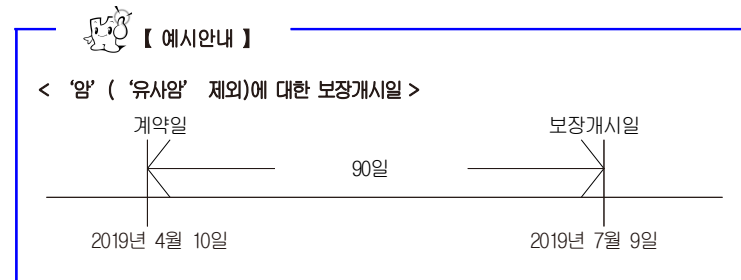 【 예시안내 】
< ‘암’ ( ‘유사암’ 제외)에 대한 보장개시일 >
계약일 보장개시일
90일
2019년 4월 10일 2019년 7월 9일